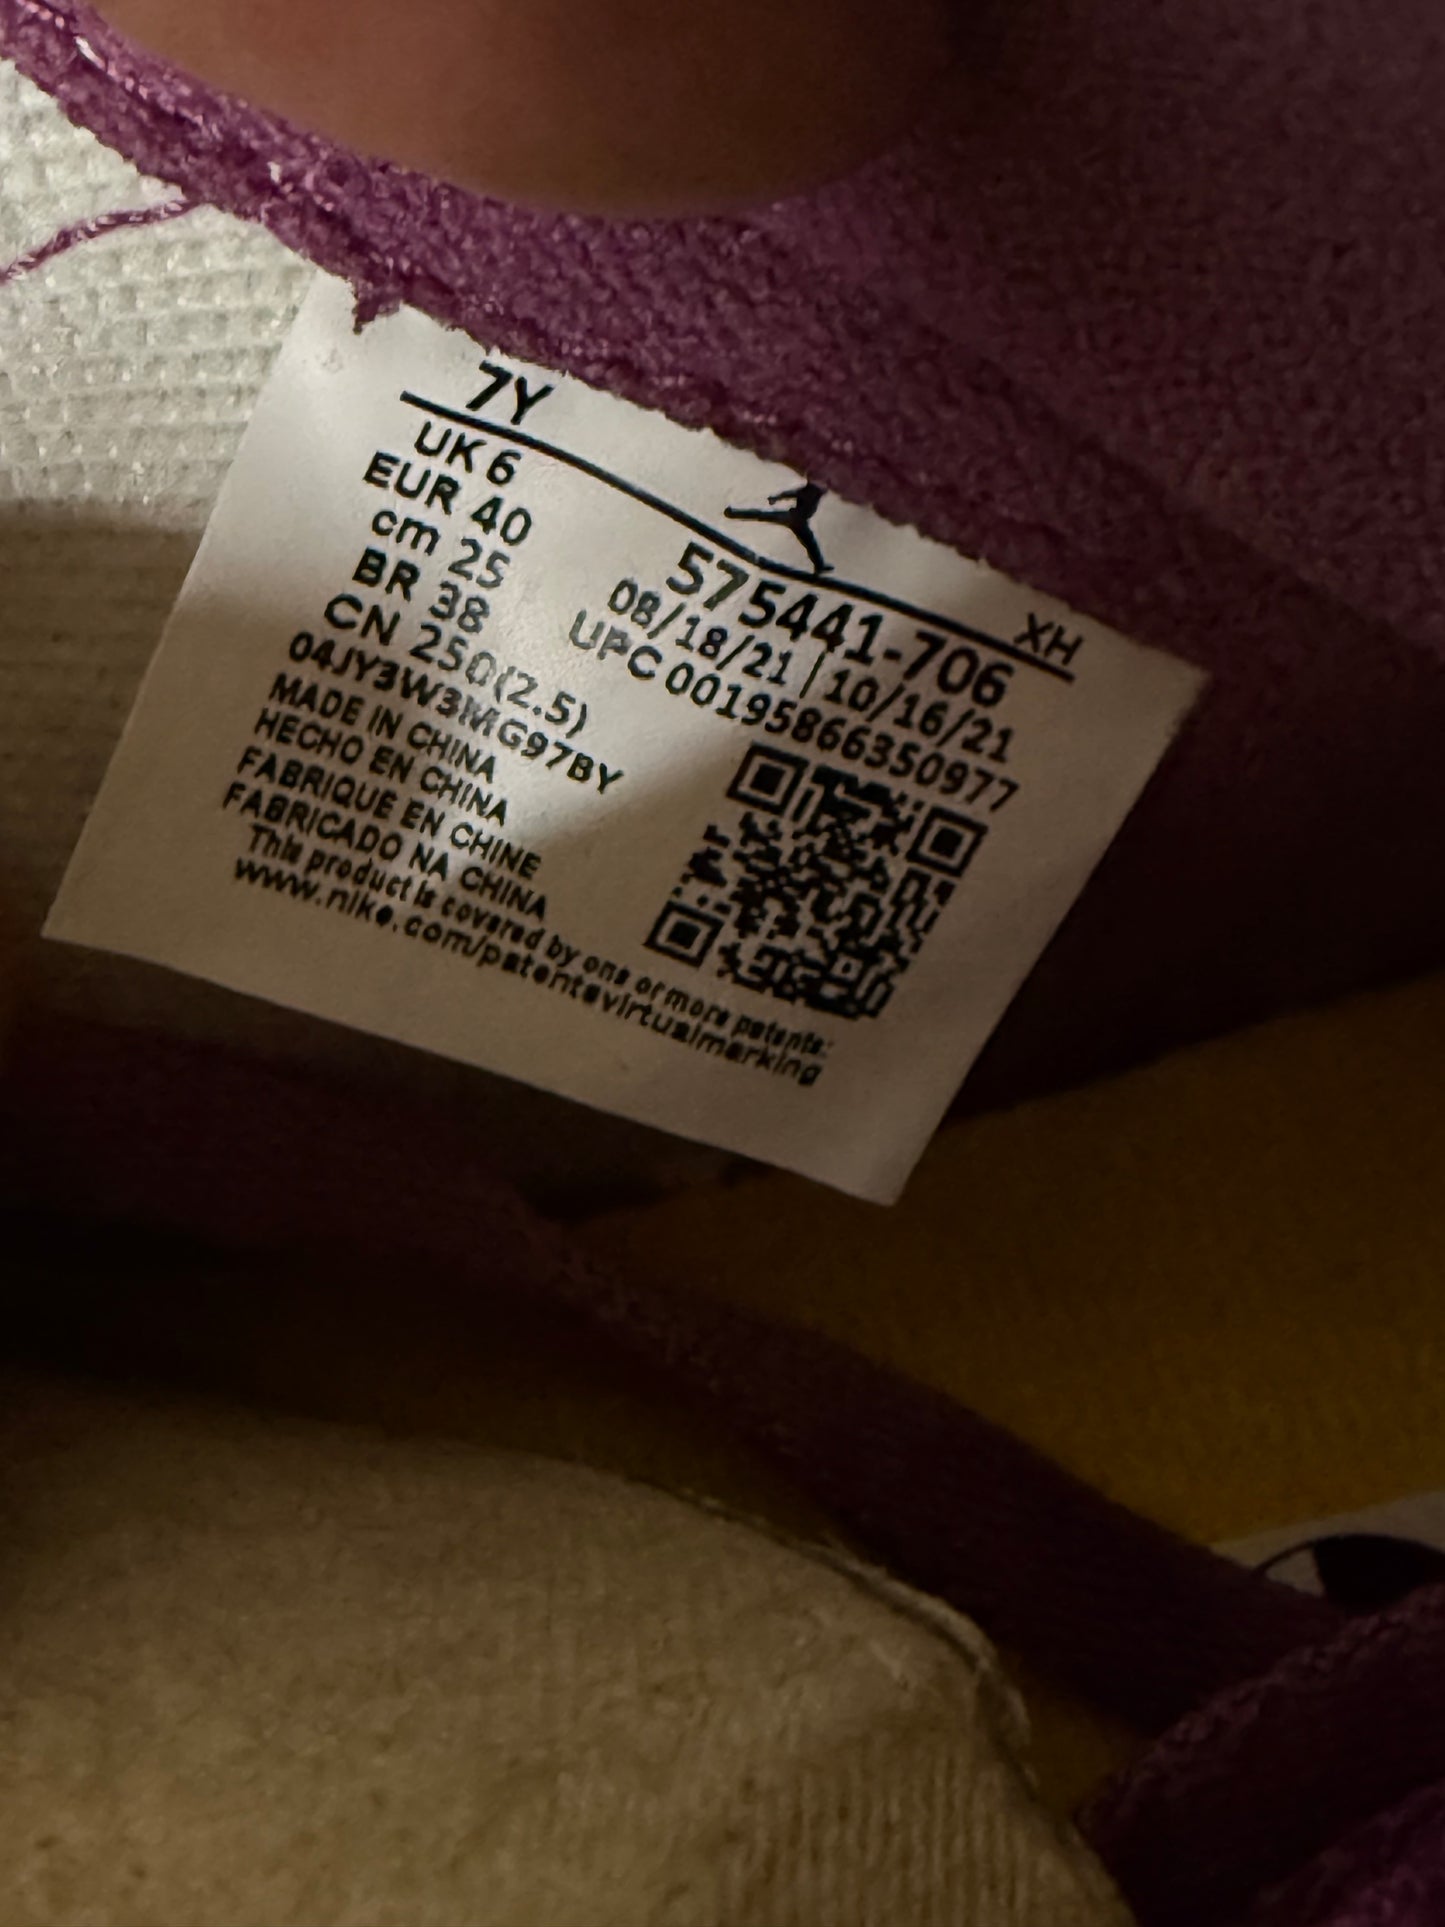 7Y
XH
UK 6
EUR 40
cm 25
BR 38
CN 250(2.5)
575441-706
08/18/21 | 10/16/21
UPC 00195866350977
04JY3W3MG97BY
MADE IN CHINA
HECHO EN CHINA
FABRIQUE EN CHINE
FABRICADO NA CHINA
This product is covered by one or more patents:
www.nike.com/patentsvirtualmarking